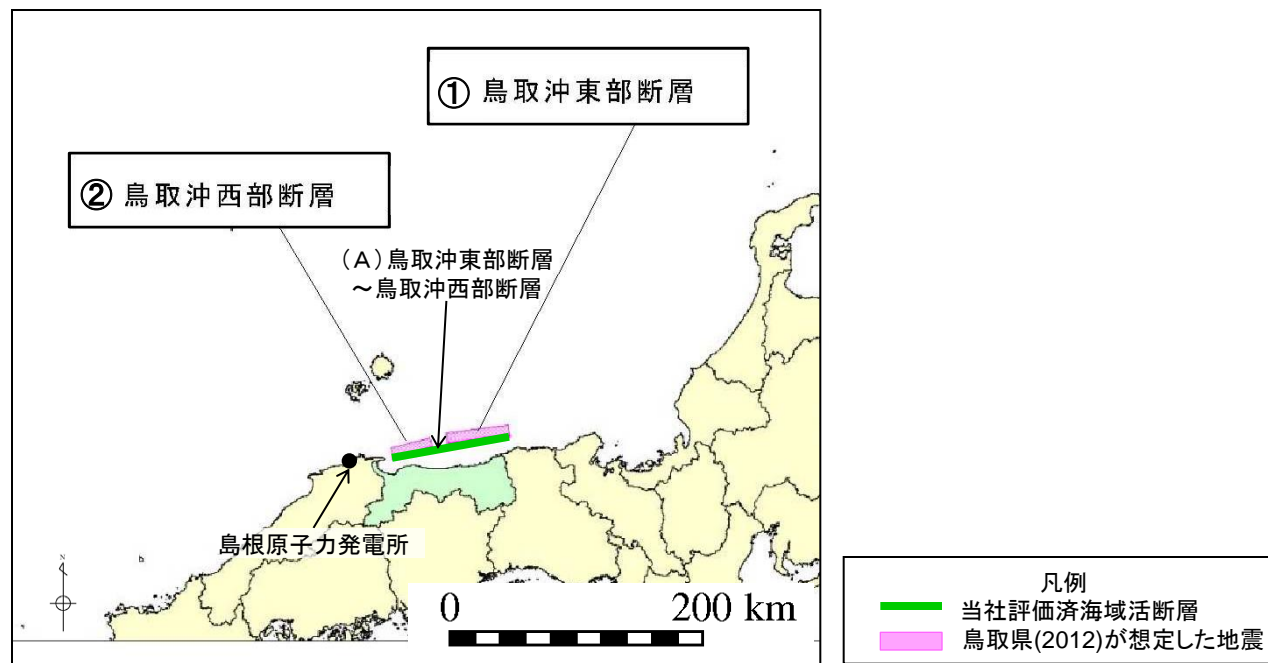 ① 鳥取沖東部断層
② 鳥取沖西部断層
(A)鳥取沖東部断層
～鳥取沖西部断層
島根原子力発電所
N
0 200 km
凡例
当社評価済海域活断層
鳥取県(2012)が想定した地震